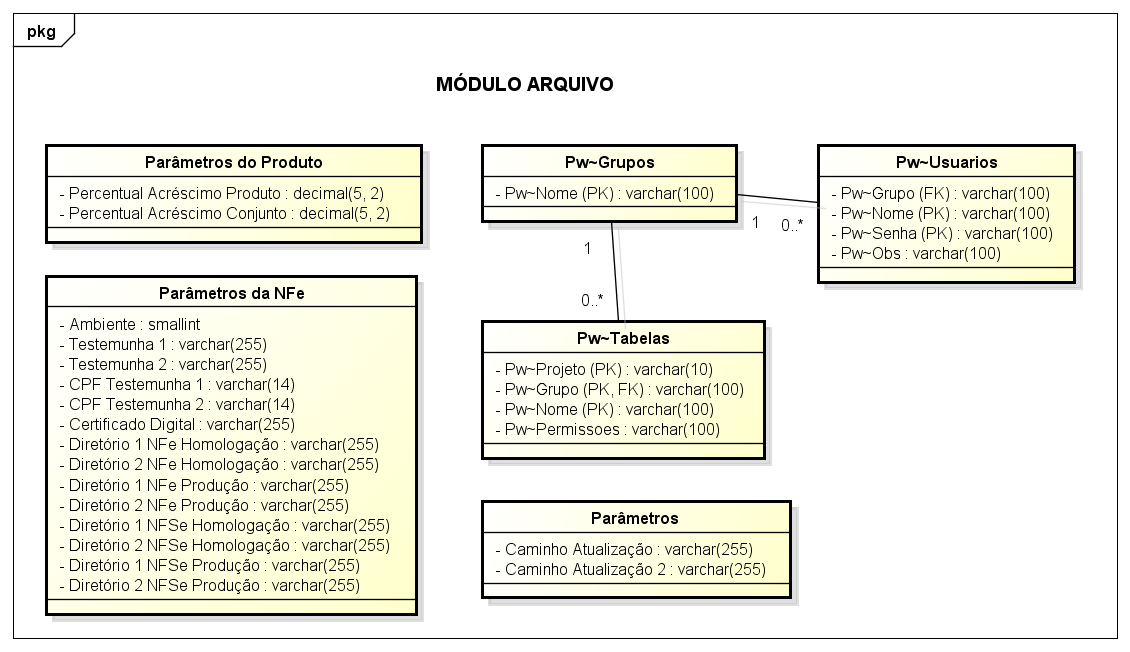 pkg
MÓDULO ARQUIVO
Parâmetros do Produto
- Percentual Acréscimo Produto : decimal(5, 2)
- Percentual Acréscimo Conjunto : decimal(5, 2)
Pw~Grupos
- Pw~Nome (PK) : varchar(100)
Pw~Usuarios
- Pw~Grupo (FK) : varchar(100)
- Pw~Nome (PK) : varchar(100)
- Pw~Senha (PK) : varchar(100)
- Pw~Obs : varchar(100)
1
0..*
1
0..*
Parâmetros da NFe
- Ambiente : smallint
- Testemunha 1 : varchar(255)
- Testemunha 2 : varchar(255)
- CPF Testemunha 1 : varchar(14)
- CPF Testemunha 2 : varchar(14)
- Certificado Digital : varchar(255)
- Diretório 1 NFe Homologação : varchar(255)
- Diretório 2 NFe Homologação : varchar(255)
- Diretório 1 NFe Produção : varchar(255)
- Diretório 2 NFe Produção : varchar(255)
- Diretório 1 NFSe Homologação : varchar(255)
- Diretório 2 NFSe Homologação : varchar(255)
- Diretório 1 NFSe Produção : varchar(255)
- Diretório 2 NFSe Produção : varchar(255)
Pw~Tabelas
- Pw~Projeto (PK) : varchar(10)
- Pw~Grupo (PK, FK) : varchar(100)
- Pw~Nome (PK) : varchar(100)
- Pw~Permissoes : varchar(100)
Parâmetros
- Caminho Atualização : varchar(255)
- Caminho Atualização 2 : varchar(255)